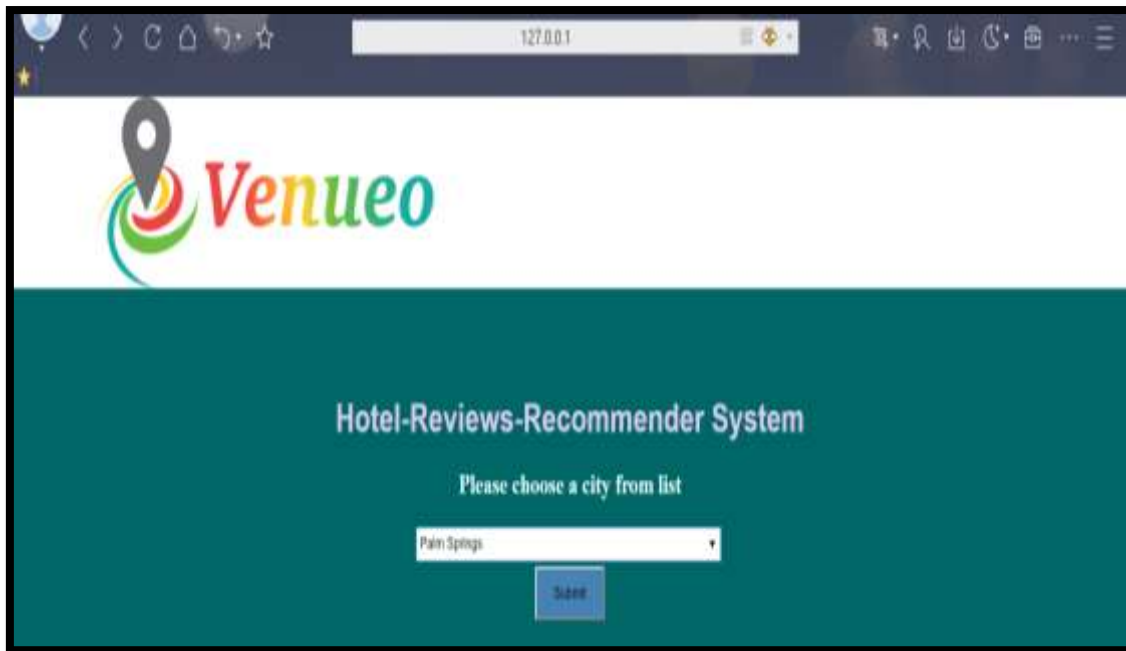 127.0.0.1
Venueo
Hotel-Reviews-Recommender System
Please choose a city from list
Palm Springs
Submit